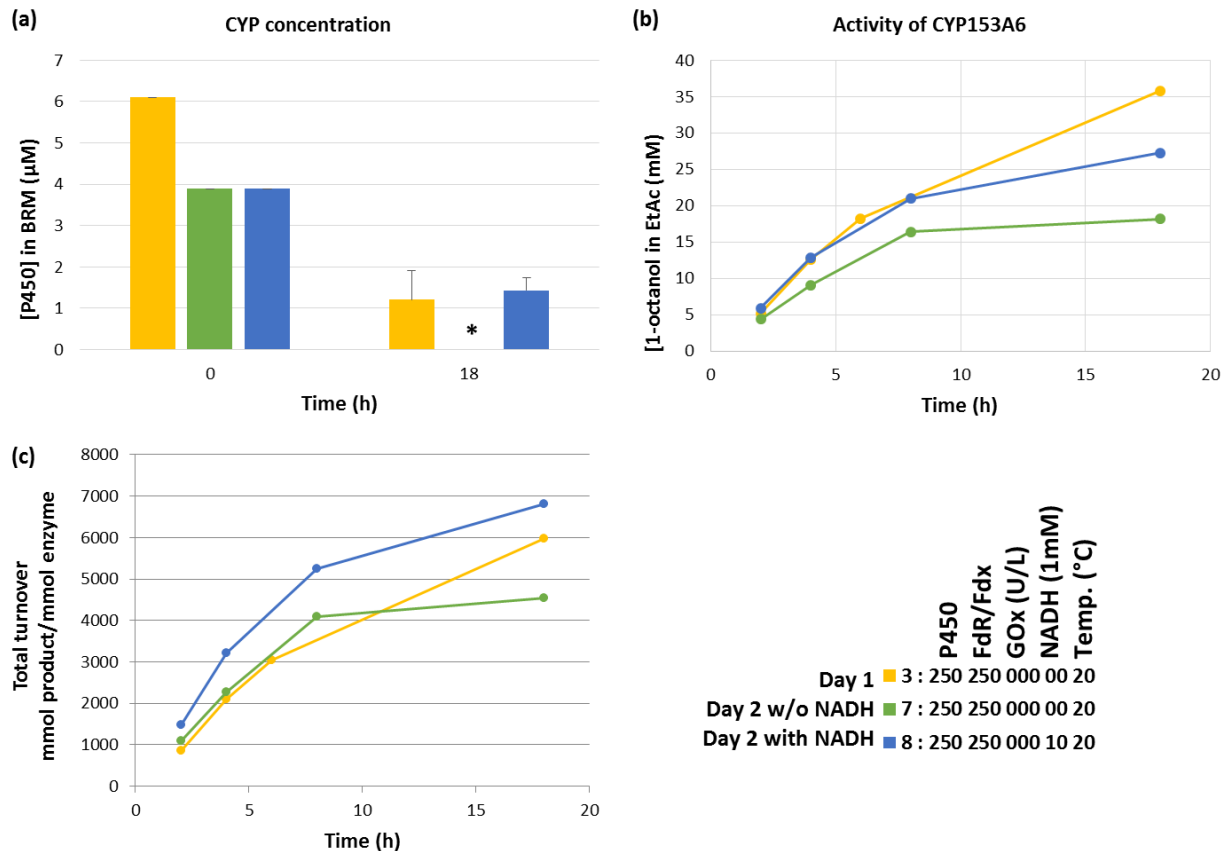 (a)
CYP concentration
[P450] in BRM (µM)
7
6
5
4
3
2
1
0
*
0
18
Time (h)
(b)
Activity of CYP153A6
[1-octanol in EtAc (mM)
40
35
30
25
20
15
10
5
0
0
5
10
15
20
Time (h)
(c)
Total turnover
mmol product/mmol enzyme
8000
7000
6000
5000
4000
3000
2000
1000
0
0
5
10
15
20
Time (h)
P450
FdR/Fdx
GOx (U/L)
NADH (1mM)
Temp. (°C)
Day 1 3 : 250 250 000 00 20
Day 2 w/o NADH 7 : 250 250 000 00 20
Day 2 with NADH 8 : 250 250 000 10 20